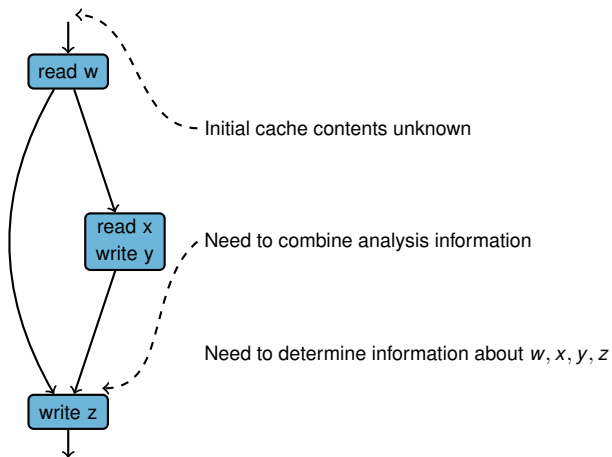 read w
Initial cache contents unknown
read x
write y
Need to combine analysis information
Need to determine information about w, x, y, z
write z